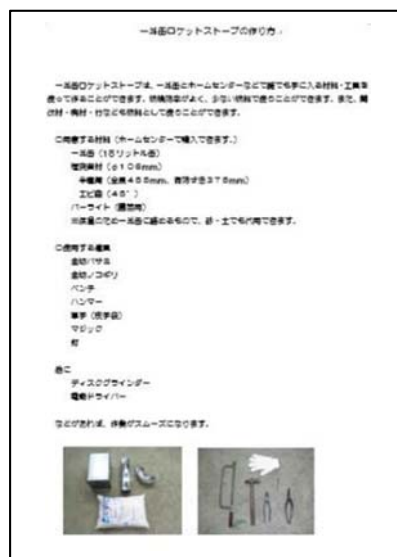 一斗缶ロケットストーブの作り方
一斗缶ロケットストーブは、一斗缶とホームセンターなどで誰でも手に入る材料・工具を
使って作ることができます。燃焼効率がよく、少ない燃料で使うことができます。また、間
伐材・廃材・竹なども燃料として使うことができます。
○用意する材料(ホームセンターで購入できます。)
一斗缶(18リットル缶)
煙突資材(φ106mm)
半直筒(全長455mm、有効寸法375mm)
エビ曲(45°)
パーライト(園芸用)
※断熱のため一斗缶に詰めるもので、砂・土でも代用できます。
○使用する道具
金切バサミ
金切ノコギリ
ペンチ
ハンマー
軍手(皮手袋)
マジック
釘
他に
ディスクグラインダー
電動ドライバー
などがあれば、作業がスムーズになります。